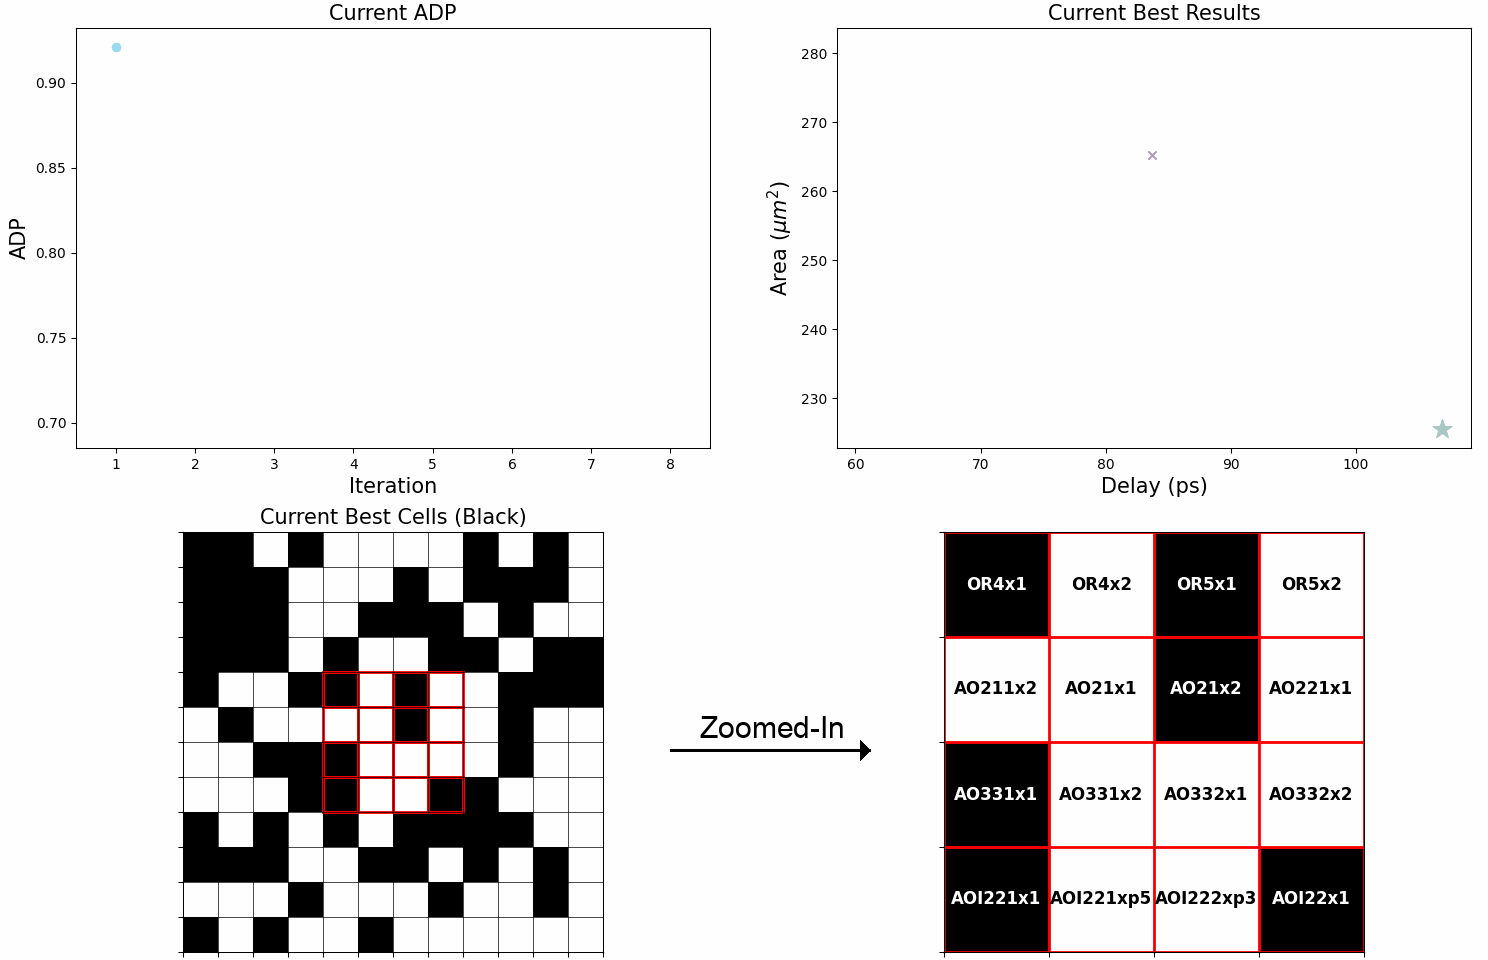 Current ADP
ADP
0.90
0.85
0.80
0.75
0.70
1 2 3 4 5 6 7 8
Iteration
Current Best Results
Area (μm²)
280
270
260
250
240
230
60 70 80 90 100
Delay (ps)
Current Best Cells (Black)
Zoomed-In
OR4x1 OR4x2 OR5x1 OR5x2
AO211x2 AO21x1 AO21x2 AO221x1
AO331x1 AO331x2 AO332x1 AO332x2
AOI221x1 AOI221xp5 AOI222xp3 AOI22x1